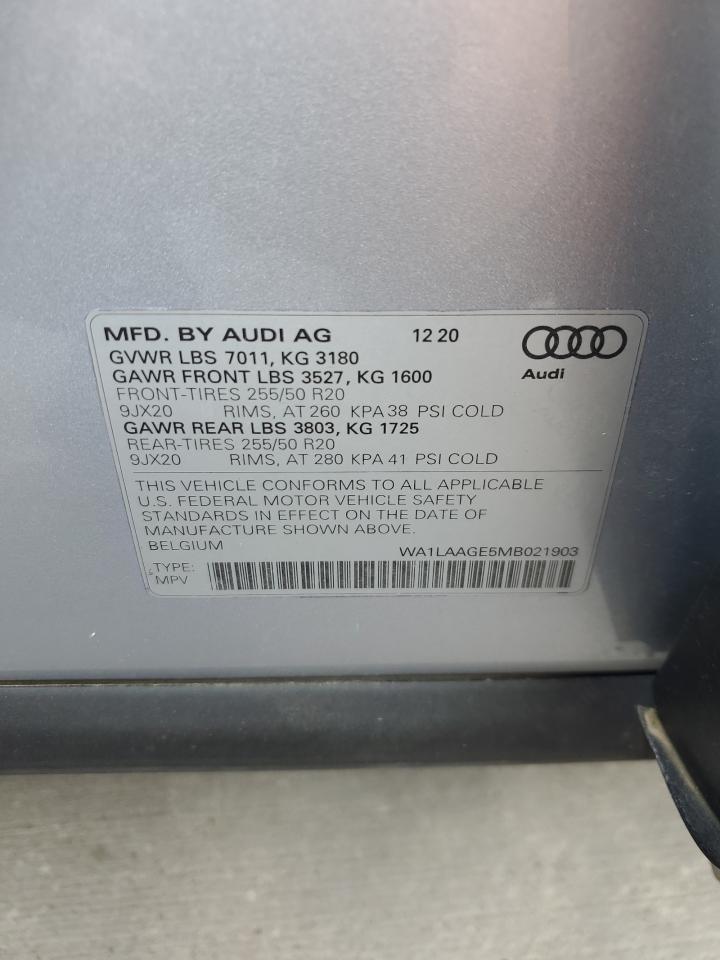 MFD. BY AUDI AG 12 20
GVWR LBS 7011, KG 3180
GAWR FRONT LBS 3527, KG 1600
Audi
FRONT-TIRES 255/50 R20
9JX20 RIMS, AT 260 KPA 38 PSI COLD
GAWR REAR LBS 3803, KG 1725
REAR-TIRES 255/50 R20
9JX20 RIMS, AT 280 KPA 41 PSI COLD
THIS VEHICLE CONFORMS TO ALL APPLICABLE
U.S. FEDERAL MOTOR VEHICLE SAFETY
STANDARDS IN EFFECT ON THE DATE OF
MANUFACTURE SHOWN ABOVE.
BELGIUM WA1LAAGE5MB021903
TYPE:
MPV